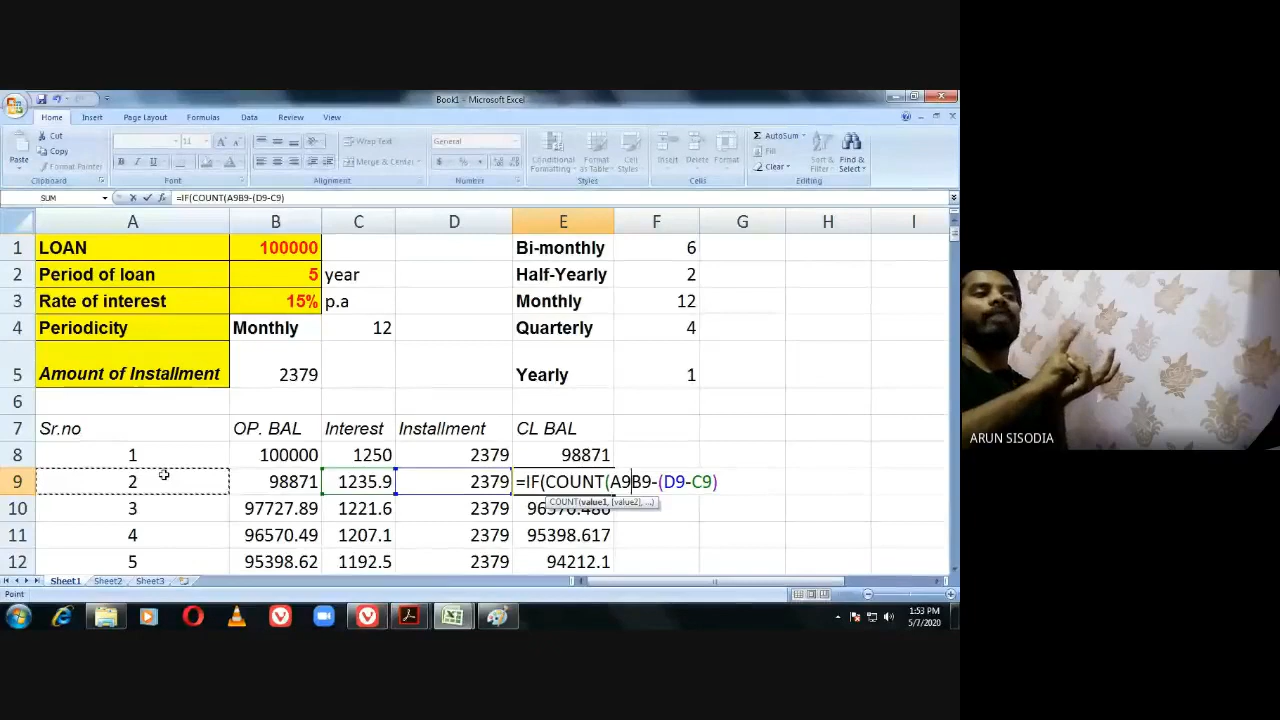 Book1 - Microsoft Excel
Home Insert Page Layout Formulas Data Review View
Cut
Copy
Format Painter
Paste
Clipboard
11
Font
Wrap Text
Merge & Center
Alignment
General
Number
Conditional Formatting
Format as Table
Cell Styles
Styles
Insert Delete Format
Cells
AutoSum
Fill
Clear
Sort & Filter
Find & Select
Editing
SUM =IF(COUNT(A9B9-(D9-C9)
A B C D E F G H I
1 LOAN 100000 Bi-monthly 6
2 Period of loan 5 year Half-Yearly 2
3 Rate of interest 15% p.a Monthly 12
4 Periodicity Monthly 12 Quarterly 4
5 Amount of Installment 2379 Yearly 1
6
7 Sr.no OP. BAL Interest Installment CL BAL
8 1 100000 1250 2379 98871
9 2 98871 1235.9 2379 =IF(COUNT(A9B9-(D9-C9)
COUNT(value1, [value2], ...)
10 3 97727.89 1221.6 2379 96570.486
11 4 96570.49 1207.1 2379 95398.617
12 5 95398.62 1192.5 2379 94212.1
Sheet1 Sheet2 Sheet3
Point
1:53 PM
5/7/2020
ARUN SISODIA